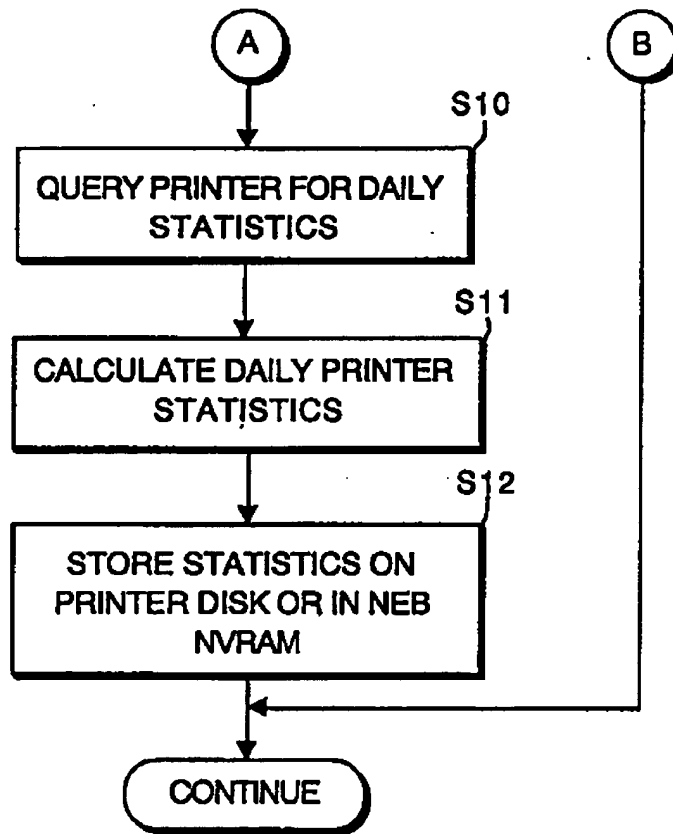 A
B
S10
QUERY PRINTER FOR DAILY
STATISTICS
S11
CALCULATE DAILY PRINTER
STATISTICS
S12
STORE STATISTICS ON
PRINTER DISK OR IN NEB
NVRAM
CONTINUE